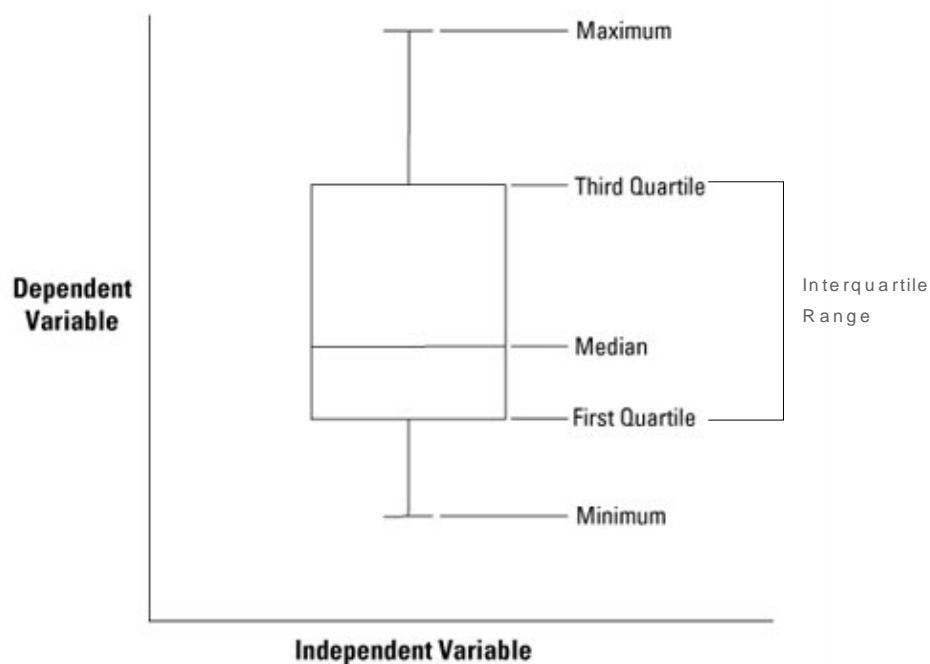 Maximum
Third Quartile
Dependent
Variable
Interquartile
Range
Median
First Quartile
Minimum
Independent Variable